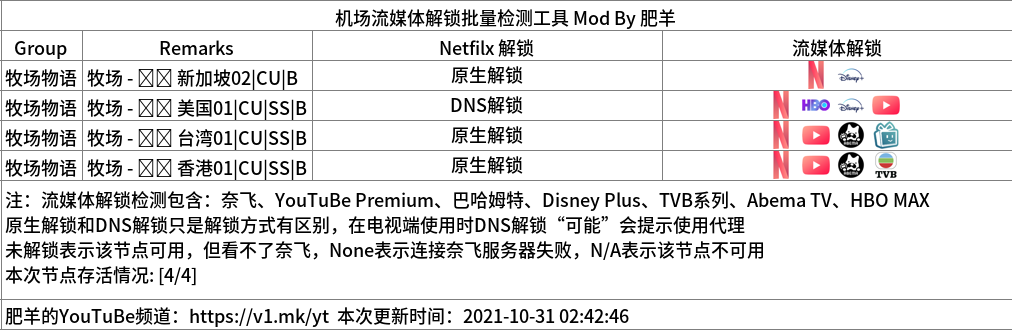 机场流媒体解锁批量检测工具 Mod By 肥羊
Group Remarks Netfilx 解锁 流媒体解锁
牧场物语 牧场 - 新加坡02|CU|B 原生解锁 N Disney+
牧场物语 牧场 - 美国01|CU|SS|B DNS解锁 N HBO Disney+
牧场物语 牧场 - 台湾01|CU|SS|B 原生解锁 N ABEMA
牧场物语 牧场 - 香港01|CU|SS|B 原生解锁 N ABEMA TVB
注：流媒体解锁检测包含：奈飞、YouTuBe Premium、巴哈姆特、Disney Plus、TVB系列、Abema TV、HBO MAX
原生解锁和DNS解锁只是解锁方式有区别，在电视端使用时DNS解锁“可能”会提示使用代理
未解锁表示该节点可用，但看不了奈飞，None表示连接奈飞服务器失败，N/A表示该节点不可用
本次节点存活情况: [4/4]
肥羊的YouTuBe频道：https://v1.mk/yt 本次更新时间：2021-10-31 02:42:46